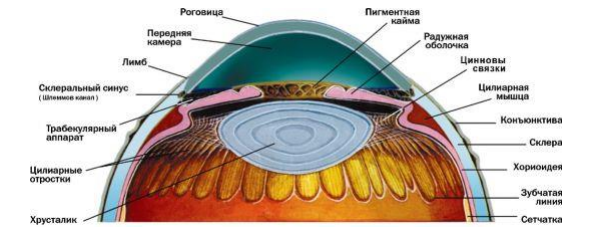 Роговица
Передняя
камера
Лимб
Склеральный синус
( Шлеммов канал )
Трабекулярный
аппарат
Цилиарные
отростки
Хрусталик
Пигментная
кайма
Радужная
оболочка
Цинновы
связки
Цилиарная
мышца
Конъюнктива
Склера
Хориоидея
Зубчатая
линия
Сетчатка